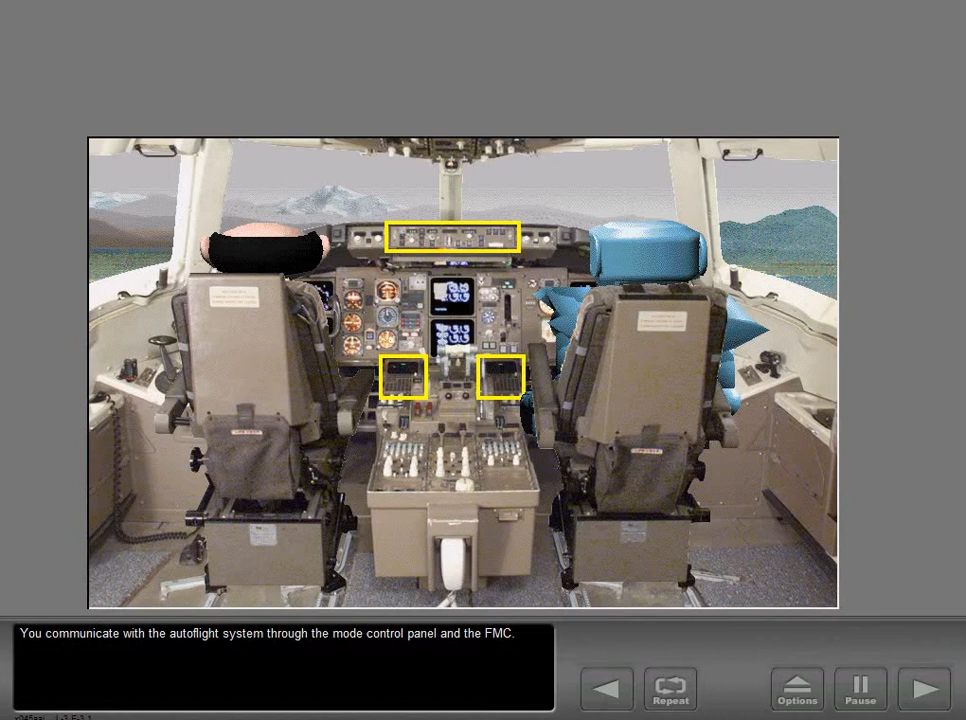 You communicate with the autoflight system through the mode control panel and the FMC.
Repeat
Options
Pause